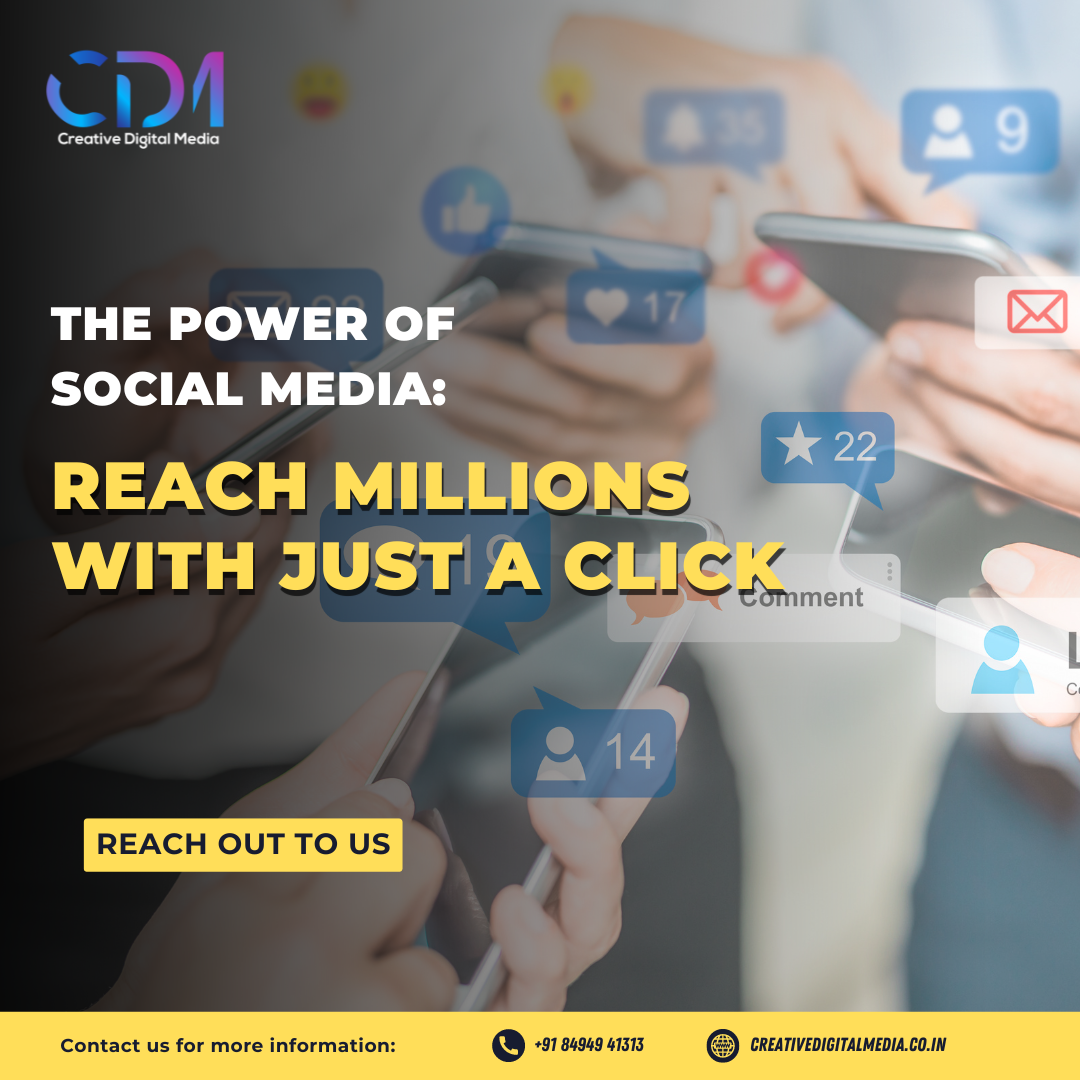 CDM
Creative Digital Media
35
9
17
THE POWER OF
SOCIAL MEDIA:
22
REACH MILLIONS
WITH JUST A CLICK
19
Comment
14
REACH OUT TO US
Contact us for more information:
+91 84949 41313
CREATIVEDIGITALMEDIA.CO.IN